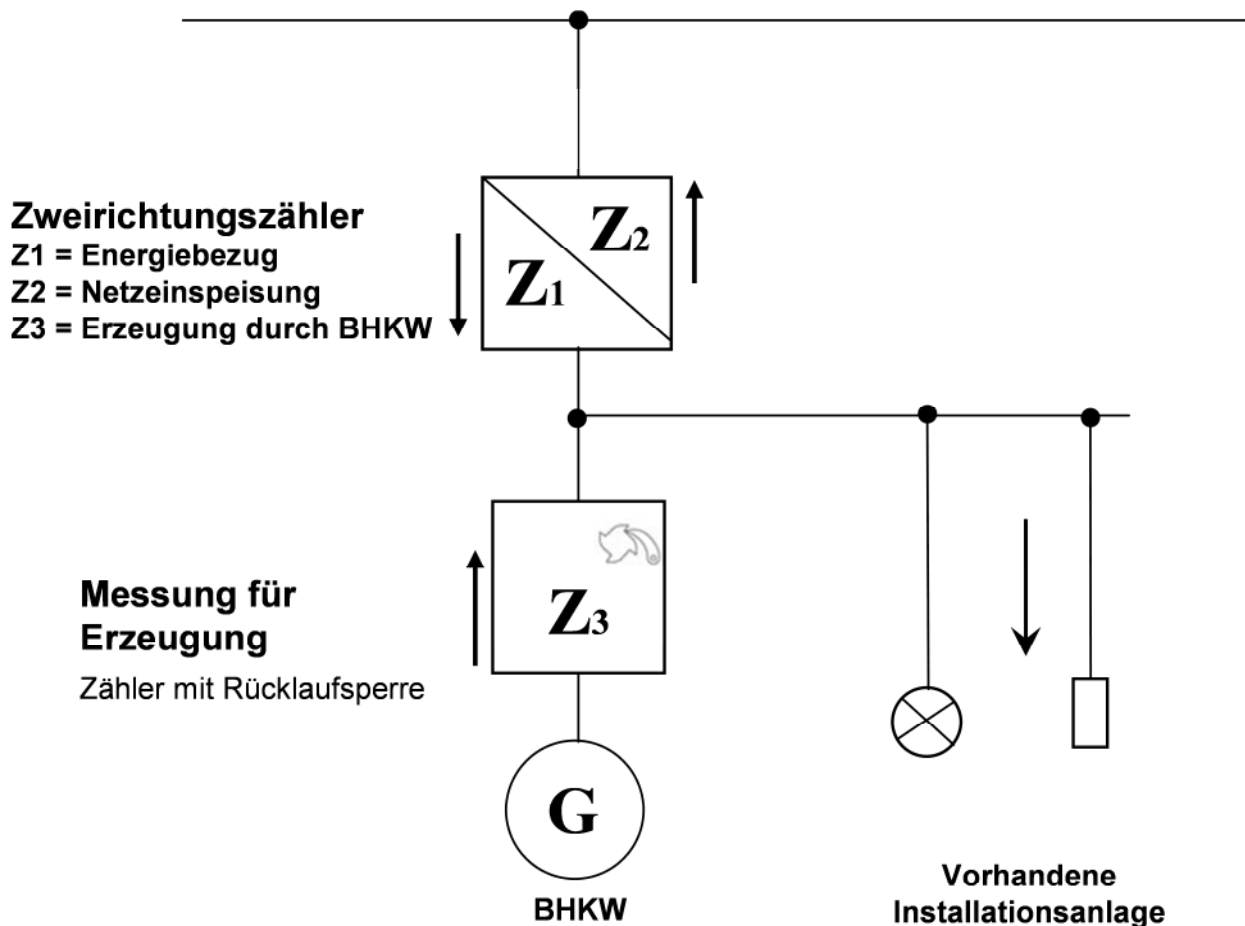 Zweirichtungszähler
Z1 = Energiebezug
Z2 = Netzeinspeisung
Z3 = Erzeugung durch BHKW
Z2
Z1
Messung für
Erzeugung
Zähler mit Rücklaufsperre
Z3
G
BHKW
Vorhandene
Installationsanlage